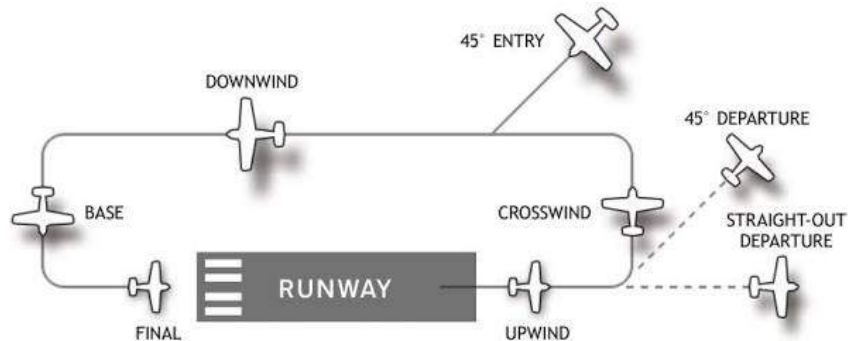 45° ENTRY
DOWNWIND
45° DEPARTURE
BASE
CROSSWIND
STRAIGHT-OUT
DEPARTURE
RUNWAY
FINAL
UPWIND